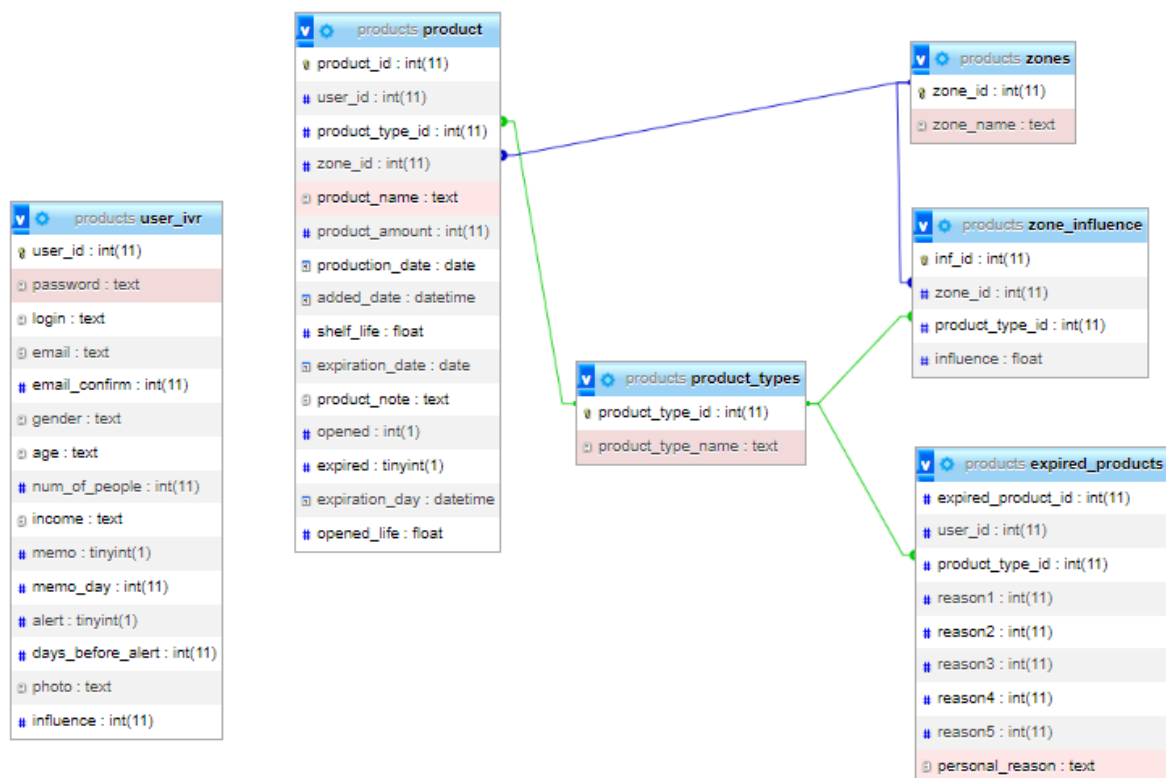 products product
product_id : int(11)
user_id : int(11)
product_type_id : int(11)
zone_id : int(11)
product_name : text
product_amount : int(11)
production_date : date
added_date : datetime
shelf_life : float
expiration_date : date
product_note : text
opened : int(1)
expired : tinyint(1)
expiration_day : datetime
opened_life : float
products zones
zone_id : int(11)
zone_name : text
products user_ivr
user_id : int(11)
password : text
login : text
email : text
email_confirm : int(11)
gender : text
age : text
num_of_people : int(11)
income : text
memo : tinyint(1)
memo_day : int(11)
alert : tinyint(1)
days_before_alert : int(11)
photo : text
influence : int(11)
products zone_influence
inf_id : int(11)
zone_id : int(11)
product_type_id : int(11)
influence : float
products product_types
product_type_id : int(11)
product_type_name : text
products expired_products
expired_product_id : int(11)
user_id : int(11)
product_type_id : int(11)
reason1 : int(11)
reason2 : int(11)
reason3 : int(11)
reason4 : int(11)
reason5 : int(11)
personal_reason : text